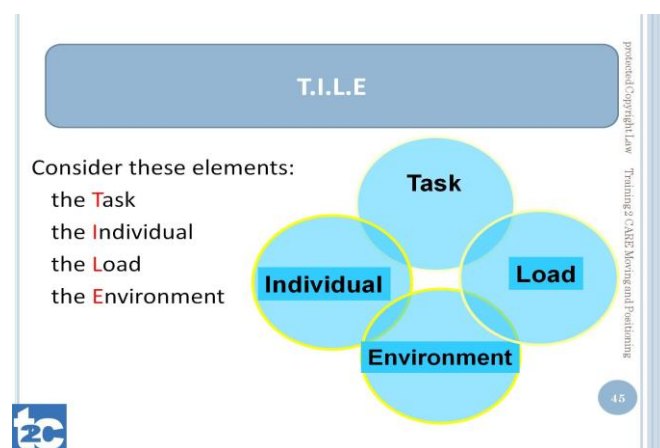 T.I.L.E
Consider these elements:
the Task
the Individual
the Load
the Environment
Task
Individual
Load
Environment
protected Copyright Law Training 2 CARE Moving and Positioning
45
t2c